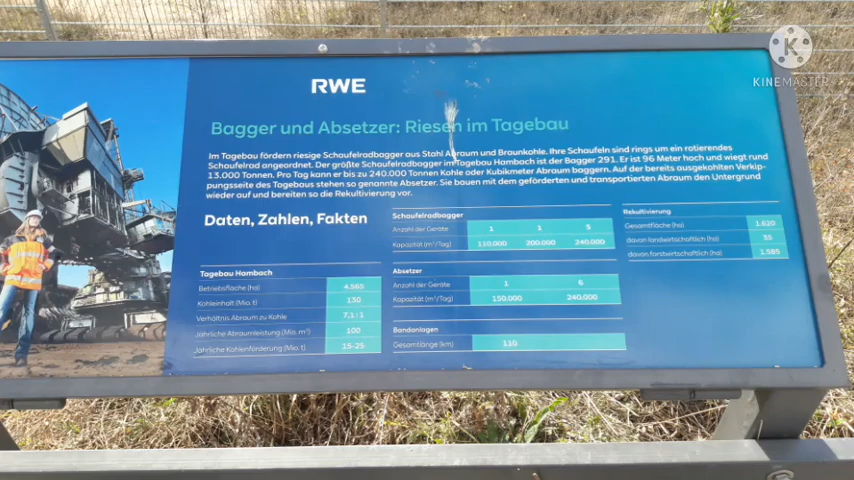 KINEMASTER
RWE
Bagger und Absetzer: Riesen im Tagebau
Im Tagebau fördern riesige Schaufelradbagger aus Stahl Abraum und Braunkohle. Ihre Schaufeln sind rings um ein rotierendes
Schaufelrad angeordnet. Der größte Schaufelradbagger im Tagebau Hambach ist der Bagger 291. Er ist 96 Meter hoch und wiegt rund
13.000 Tonnen. Pro Tag kann er bis zu 240.000 Tonnen Kohle oder Kubikmeter Abraum baggern. Auf der bereits ausgekohlten Verkip-
pungsseite des Tagebaus stehen so genannte Absetzer. Sie bauen mit dem geförderten und transportierten Abraum den Untergrund
wieder auf und bereiten so die Rekultivierung vor.
Daten, Zahlen, Fakten
Tagebau Hambach
Betriebsfläche (ha) 4.565
Kohleinhalt (Mio. t) 130
Verhältnis Abraum zu Kohle 7,1:1
Jährliche Abraumleistung (Mio. m³) 100
Jährliche Kohlenförderung (Mio. t) 15-25
Schaufelradbagger
Anzahl der Geräte 1 1 5
Kapazität (m³/Tag) 110.000 200.000 240.000
Absetzer
Anzahl der Geräte 1 6
Kapazität (m³/Tag) 150.000 240.000
Bandanlagen
Gesamtlänge (km) 110
Rekultivierung
Gesamtfläche (ha) 1.620
davon landwirtschaftlich (ha) 35
davon forstwirtschaftlich (ha) 1.585